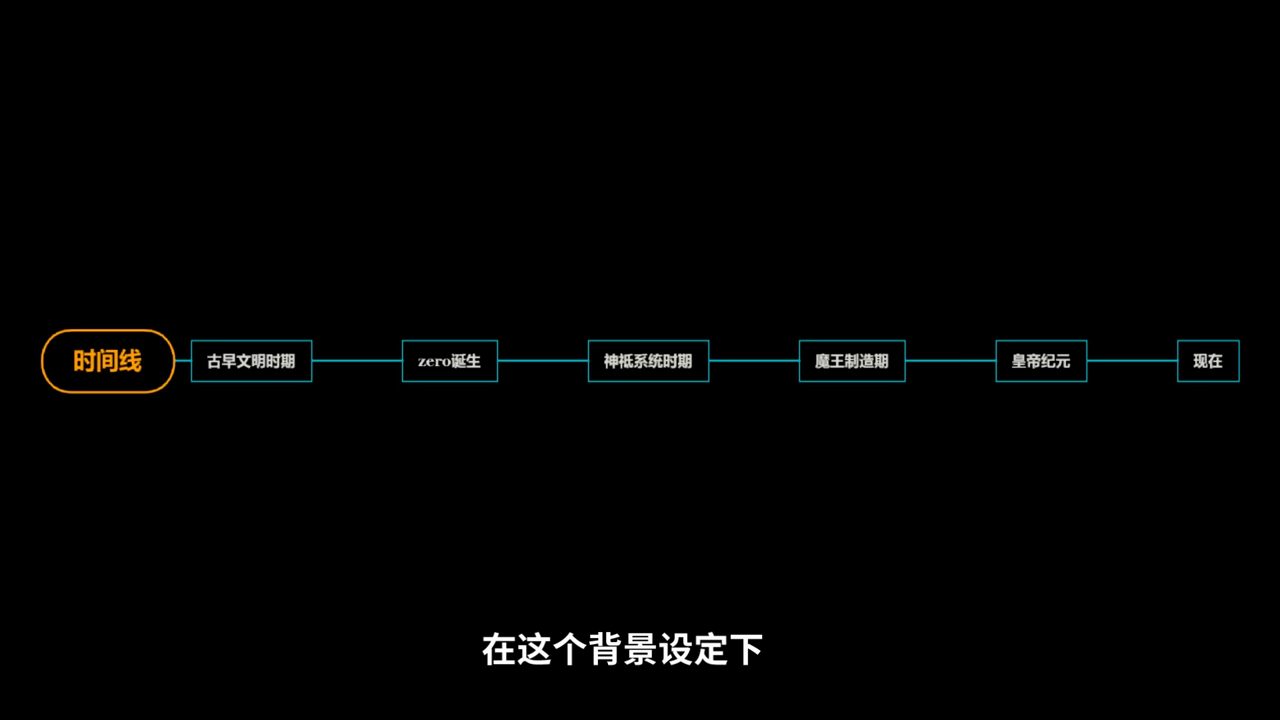 时间线
古早文明时期
zero诞生
神祇系统时期
魔王制造期
皇帝纪元
现在
在这个背景设定下